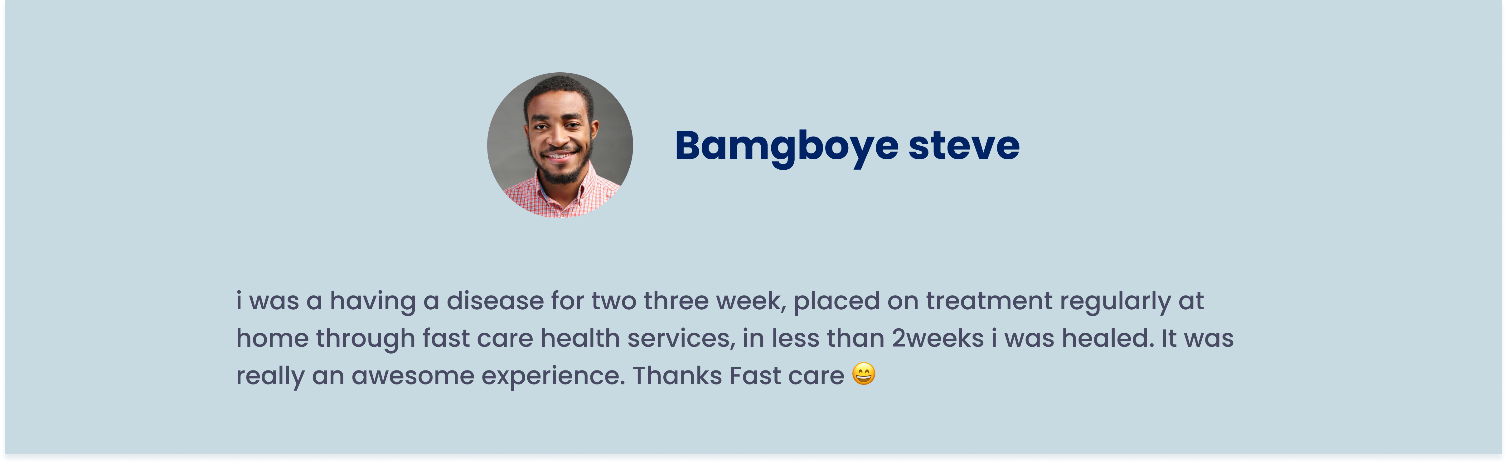 Bamgboye steve
i was a having a disease for two three week, placed on treatment regularly at
home through fast care health services, in less than 2weeks i was healed. It was
really an awesome experience. Thanks Fast care 😄